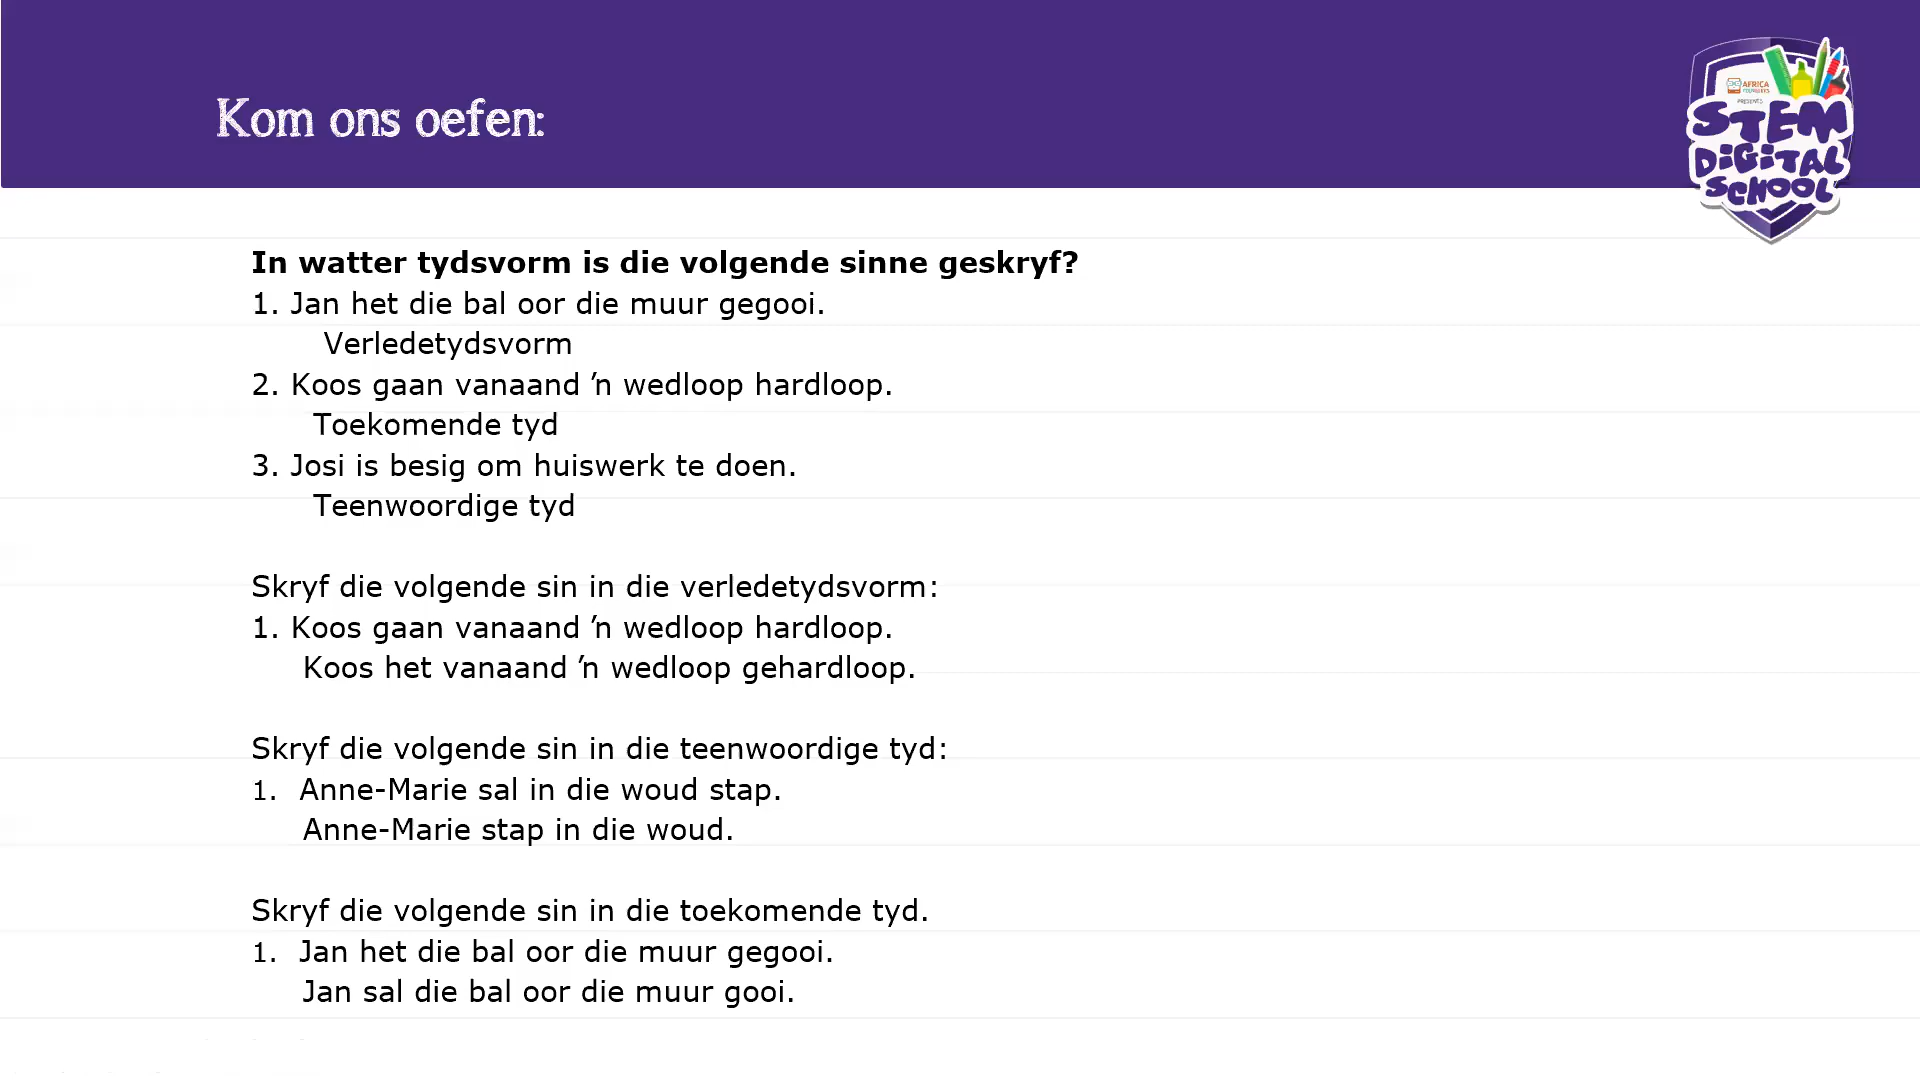 Kom ons oefen:
AFRICA
PRESENTS
STEM
DIGITAL
SCHOOL
In watter tydsvorm is die volgende sinne geskryf?
1. Jan het die bal oor die muur gegooi.
Verledetydsvorm
2. Koos gaan vanaand ’n wedloop hardloop.
Toekomende tyd
3. Josi is besig om huiswerk te doen.
Teenwoordige tyd
Skryf die volgende sin in die verledetydsvorm:
1. Koos gaan vanaand ’n wedloop hardloop.
Koos het vanaand ’n wedloop gehardloop.
Skryf die volgende sin in die teenwoordige tyd:
1. Anne-Marie sal in die woud stap.
Anne-Marie stap in die woud.
Skryf die volgende sin in die toekomende tyd.
1. Jan het die bal oor die muur gegooi.
Jan sal die bal oor die muur gooi.